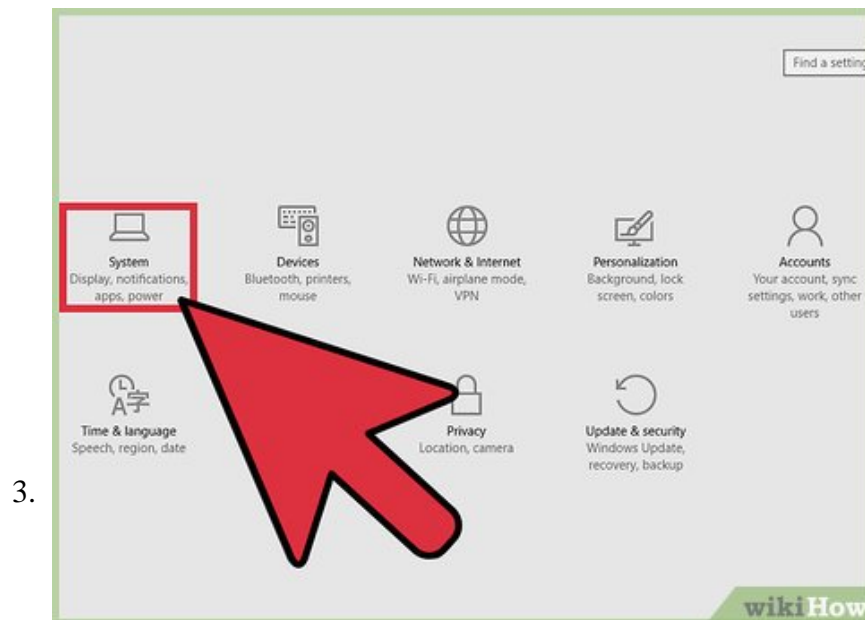 Find a setting
System
Devices
Network & Internet
Personalization
Accounts
Display, notifications,
Bluetooth, printers,
Wi-Fi, airplane mode,
Background, lock
Your account, sync
apps, power
mouse
VPN
screen, colors
settings, work, other
users
A字
Time & language
Privacy
Update & security
Speech, region, date
Location, camera
Windows Update,
recovery, backup
3.
wikiHow